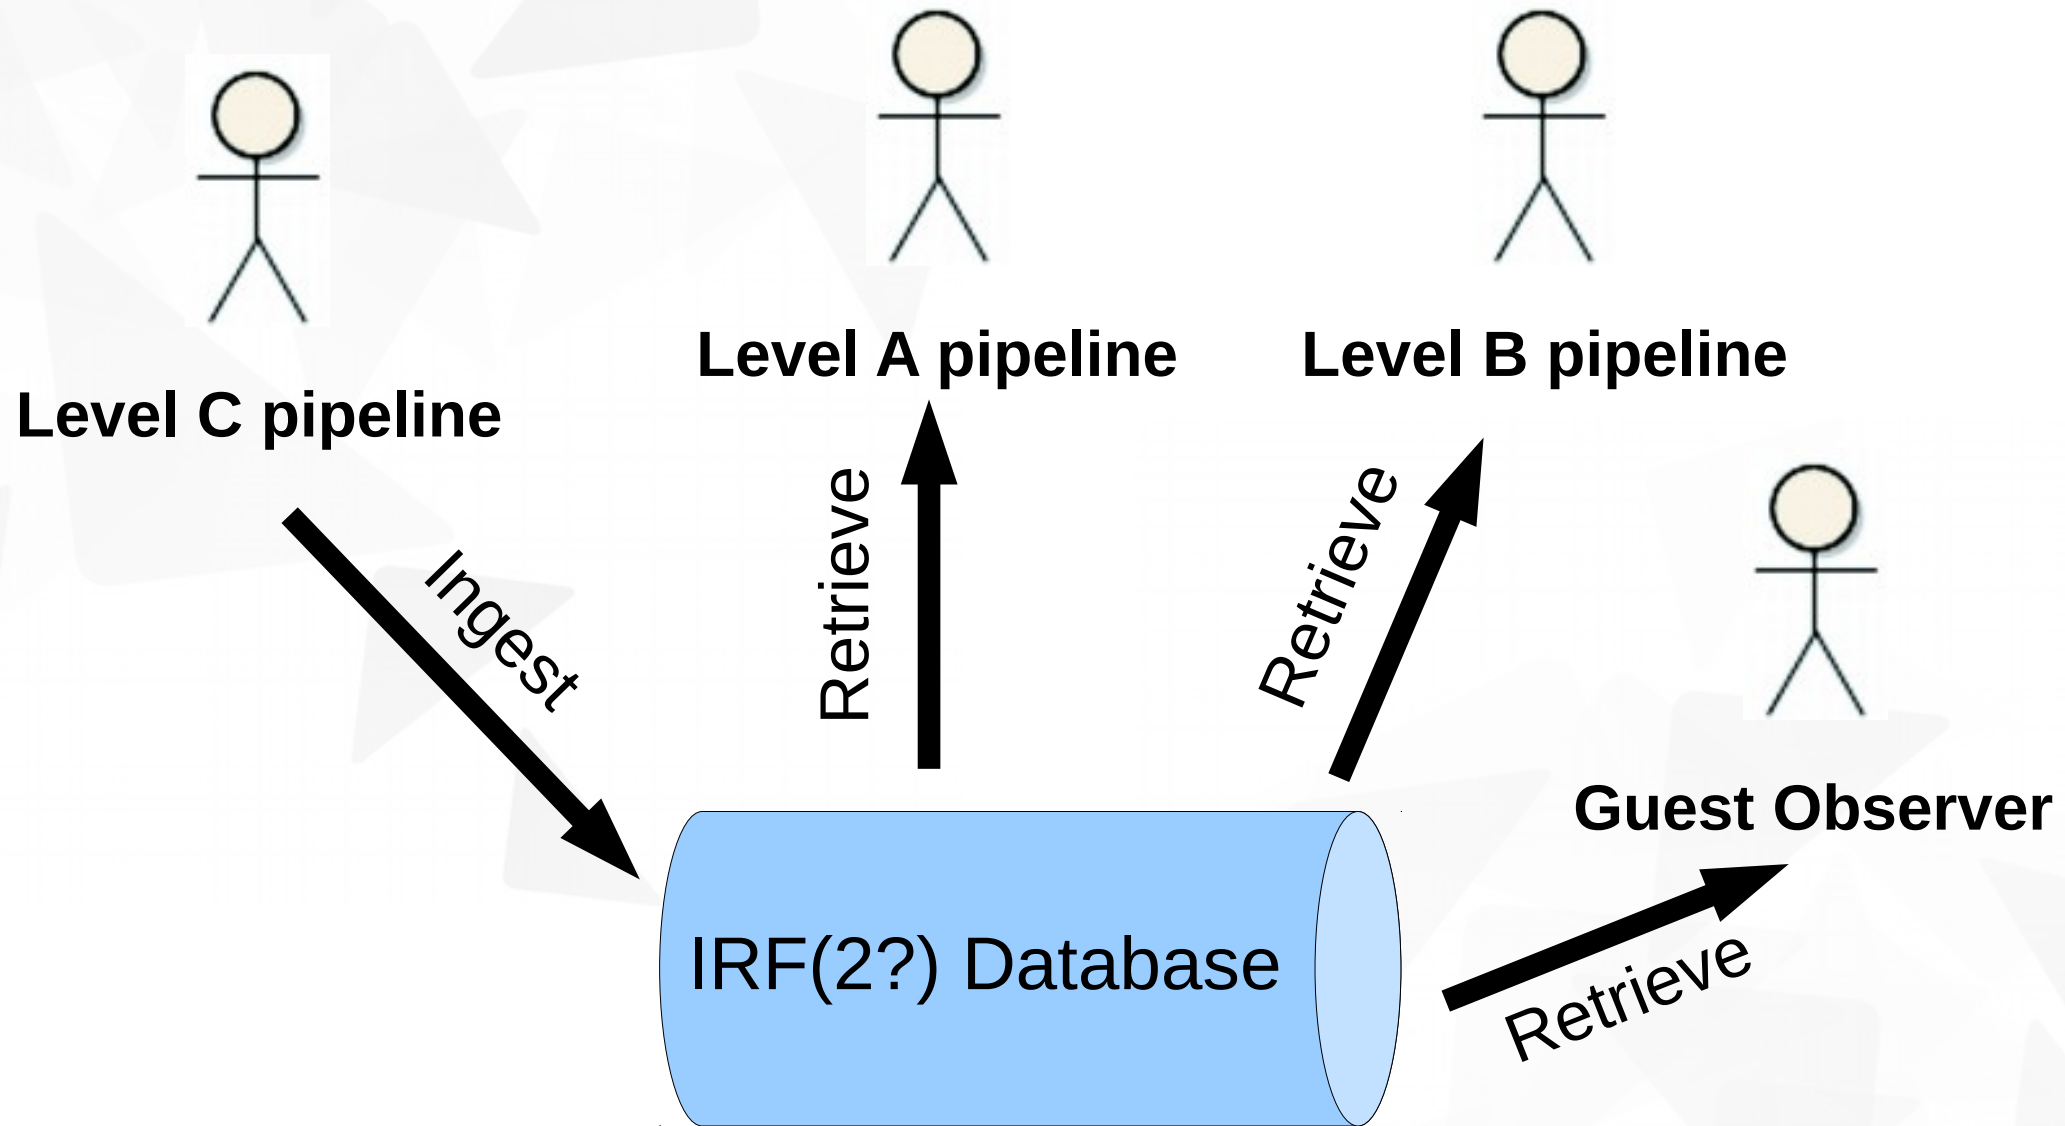 Level A pipeline
Level B pipeline
Level C pipeline
Ingest
Retrieve
Retrieve
Guest Observer
IRF(2?) Database
Retrieve